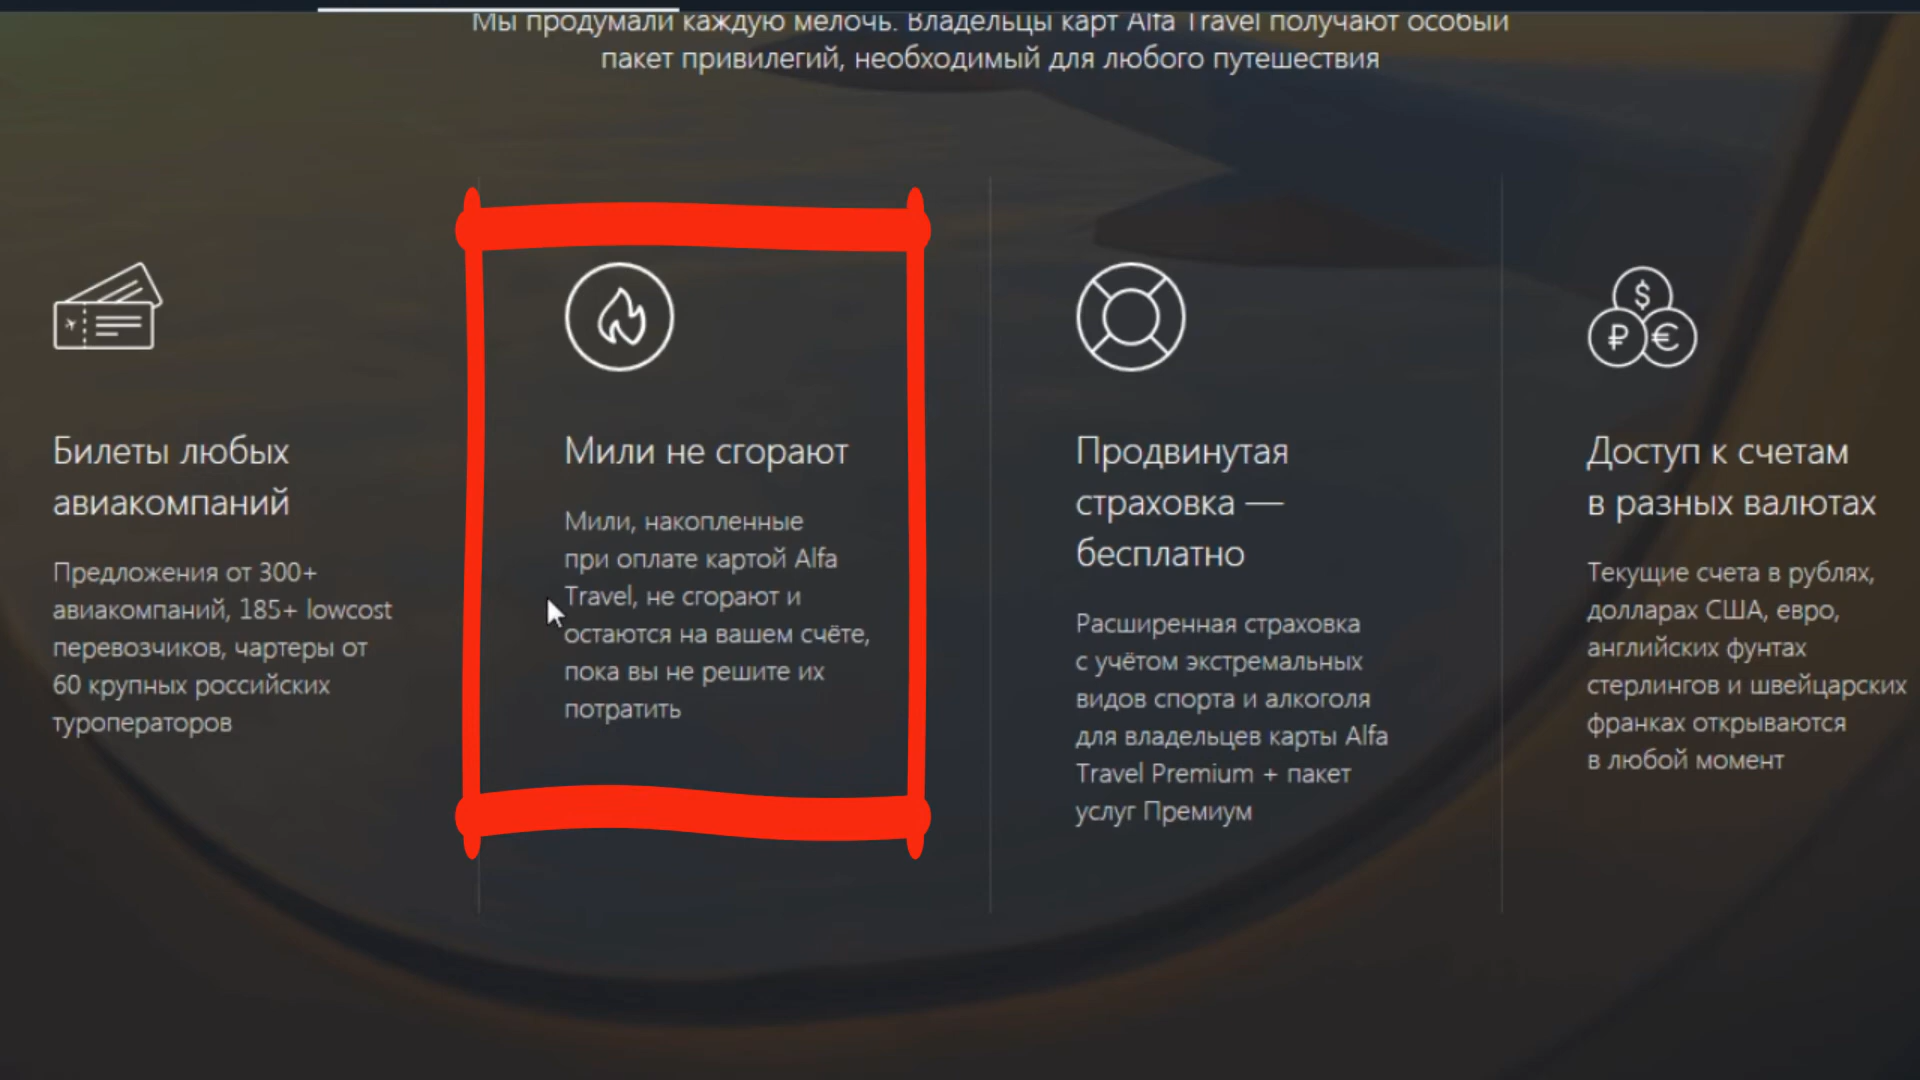 Мы продумали каждую мелочь. Владельцы карт Alfa Travel получают особый
пакет привилегий, необходимый для любого путешествия
Билеты любых
авиакомпаний
Предложения от 300+
авиакомпаний, 185+ lowcost
перевозчиков, чартеры от
60 крупных российских
туроператоров
Мили не сгорают
Мили, накопленные
при оплате картой Alfa
Travel, не сгорают и
остаются на вашем счёте,
пока вы не решите их
потратить
Продвинутая
страховка —
бесплатно
Расширенная страховка
с учётом экстремальных
видов спорта и алкоголя
для владельцев карты Alfa
Travel Premium + пакет
услуг Премиум
$
₽ €
Доступ к счетам
в разных валютах
Текущие счета в рублях,
долларах США, евро,
английских фунтах
стерлингов и швейцарских
франках открываются
в любой момент